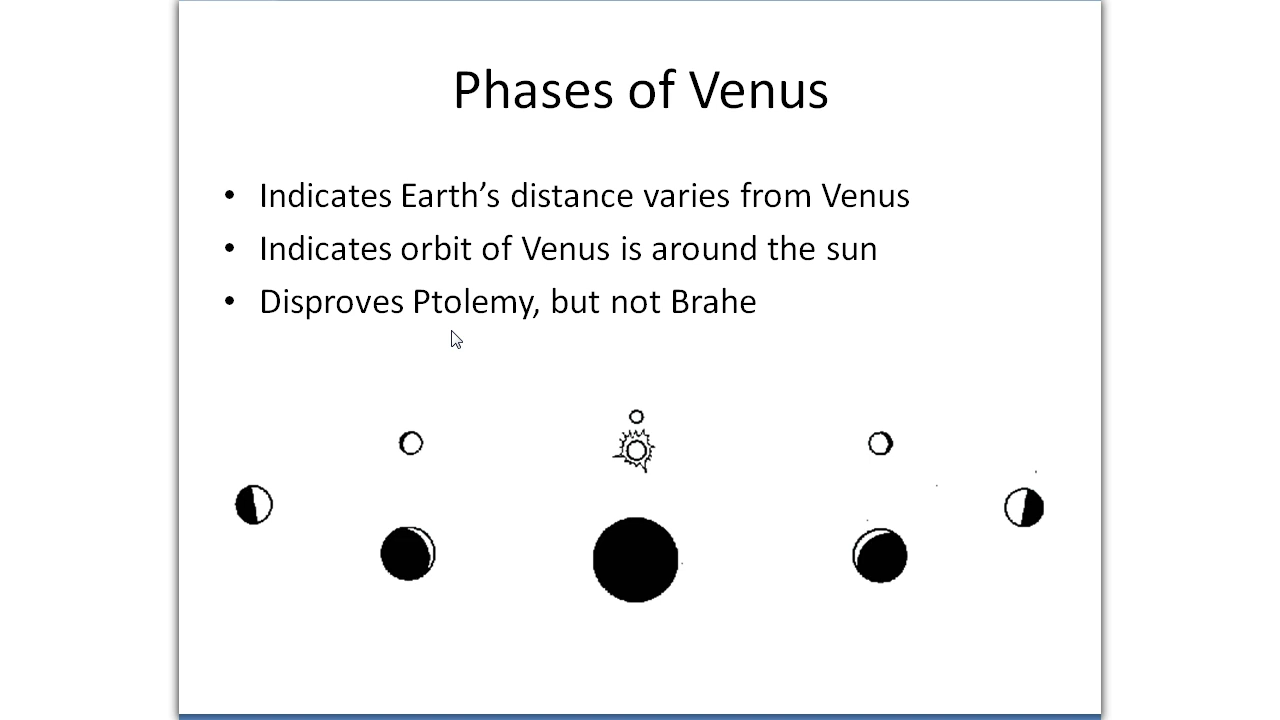 Phases of Venus
• Indicates Earth’s distance varies from Venus
• Indicates orbit of Venus is around the sun
• Disproves Ptolemy, but not Brahe